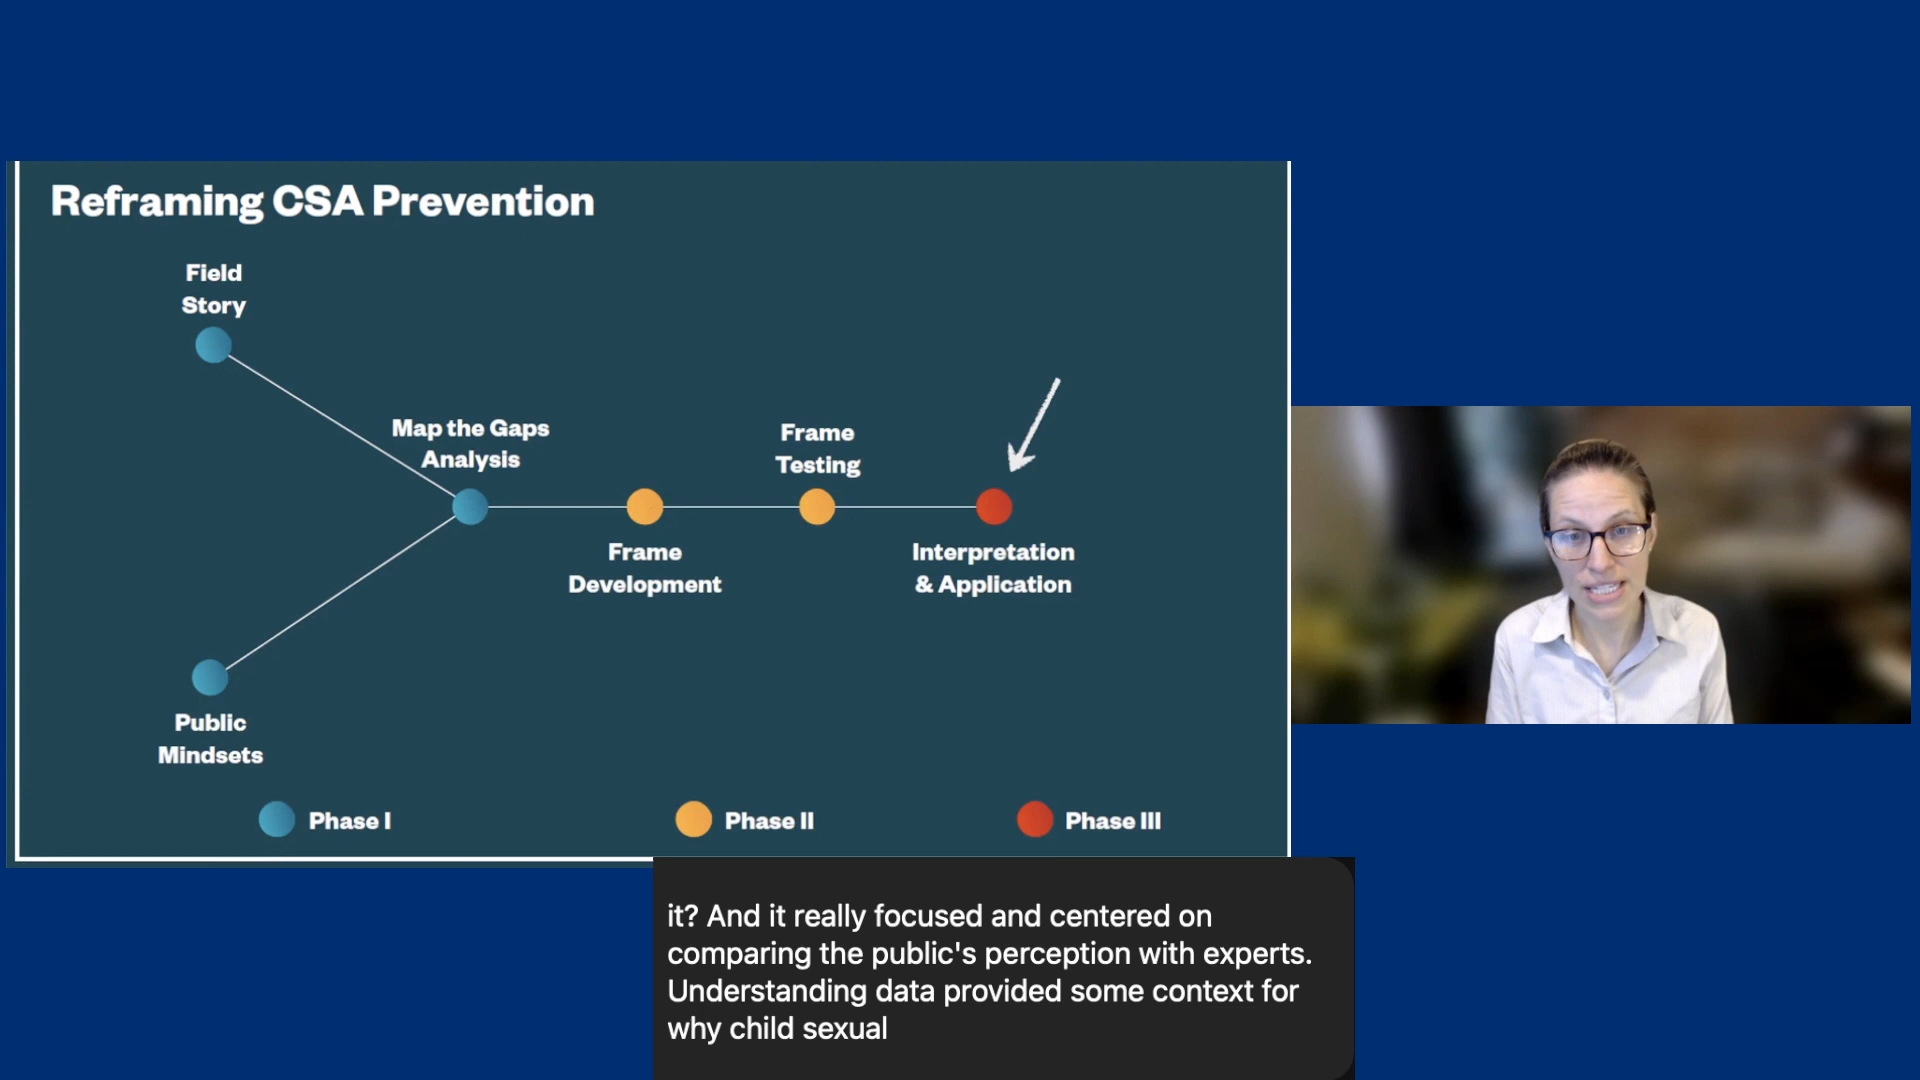 Reframing CSA Prevention
Field
Story
Map the Gaps
Analysis
Frame
Testing
Frame
Development
Interpretation
& Application
Public
Mindsets
Phase I
Phase II
Phase III
it? And it really focused and centered on
comparing the public's perception with experts.
Understanding data provided some context for
why child sexual